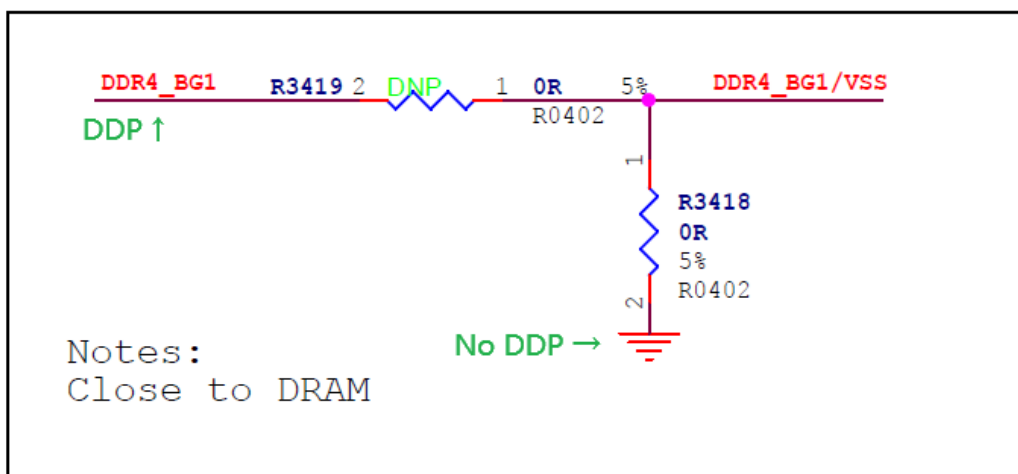 DDR4_BG1 R3419 2 DNP 1 0R 5% DDR4_BG1/VSS
R0402
DDP ↑
1
R3418
0R
5%
R0402
2
No DDP →
Notes:
Close to DRAM